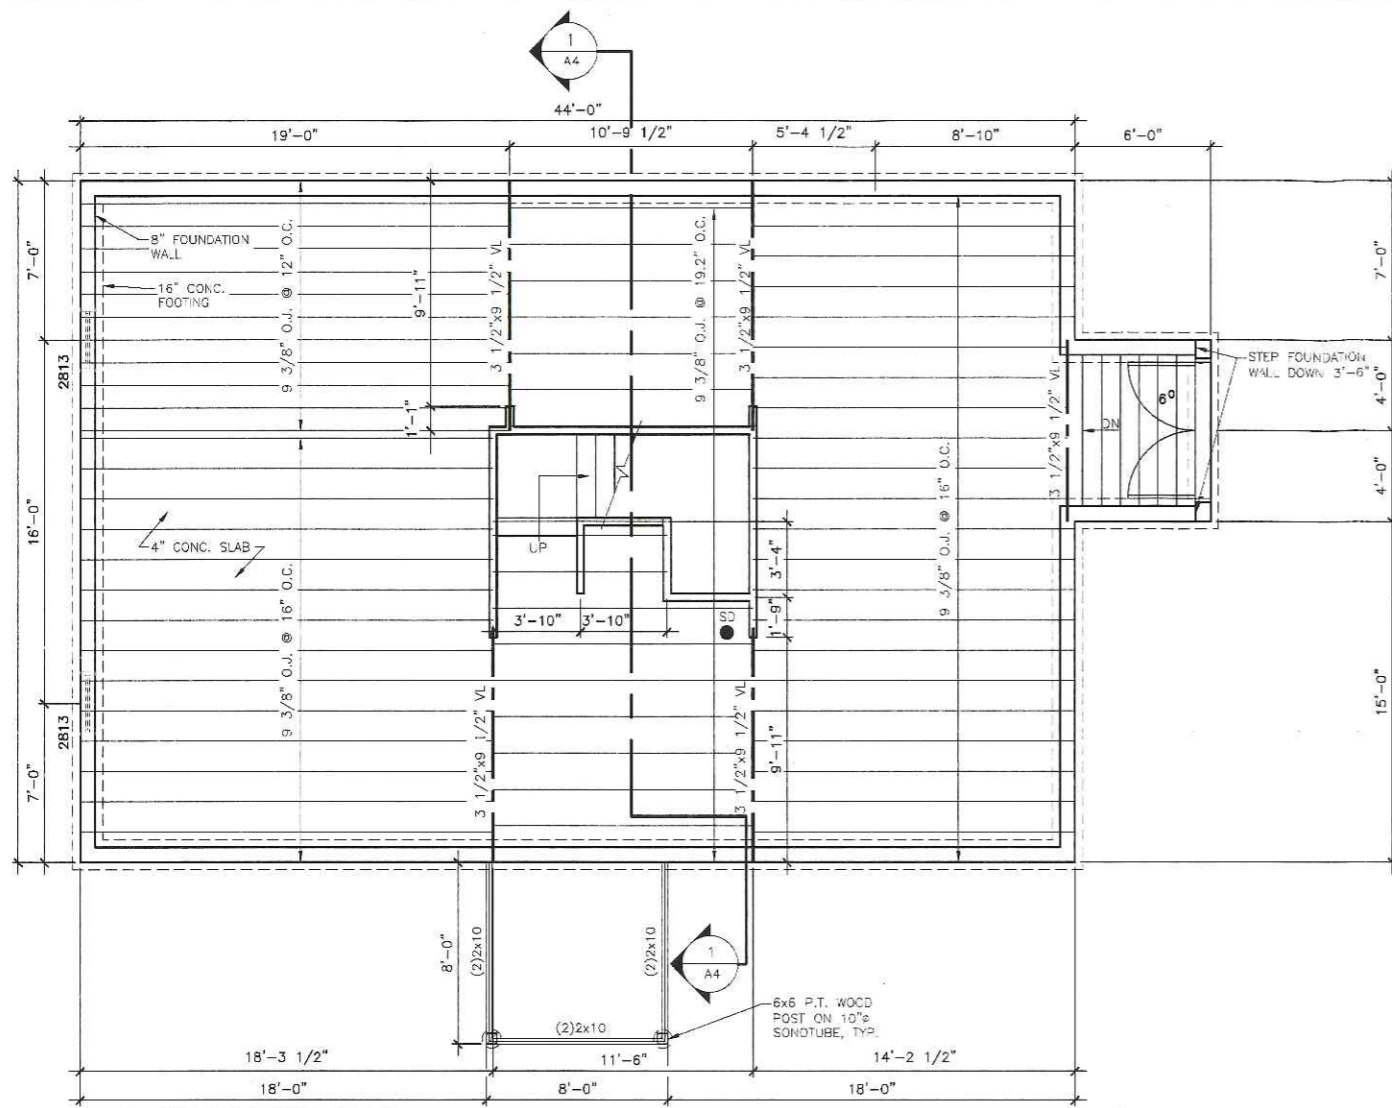 1
A4
44'-0"
19'-0"
10'-9 1/2"
5'-4 1/2"
8'-10"
6'-0"
8" FOUNDATION
WALL
16" CONC.
FOOTING
9 3/8" O.J. @ 12" O.C.
9'-11"
3 1/2"x9 1/2" VL
9 3/8" O.J. @ 19.2" O.C.
3 1/2"x9 1/2" VL
7'-0"
7'-0"
2813
1'-1"
STEP FOUNDATION
WALL DOWN 3'-6"
4'-0"
6⁰
DN
3 1/2"x9 1/2" VL
4'-0"
16'-0"
4" CONC. SLAB
UP
9 3/8" O.J. @ 16" O.C.
9 3/8" O.J. @ 16" O.C.
3'-4"
1'-9"
3'-10"
3'-10"
SD
2813
7'-0"
3 1/2"x9 1/2" VL
3 1/2"x9 1/2" VL
9'-11"
15'-0"
8'-0"
(2)2x10
(2)2x10
1
A4
(2)2x10
6x6 P.T. WOOD
POST ON 10"ø
SONOTUBE, TYP.
18'-3 1/2"
11'-6"
14'-2 1/2"
18'-0"
8'-0"
18'-0"